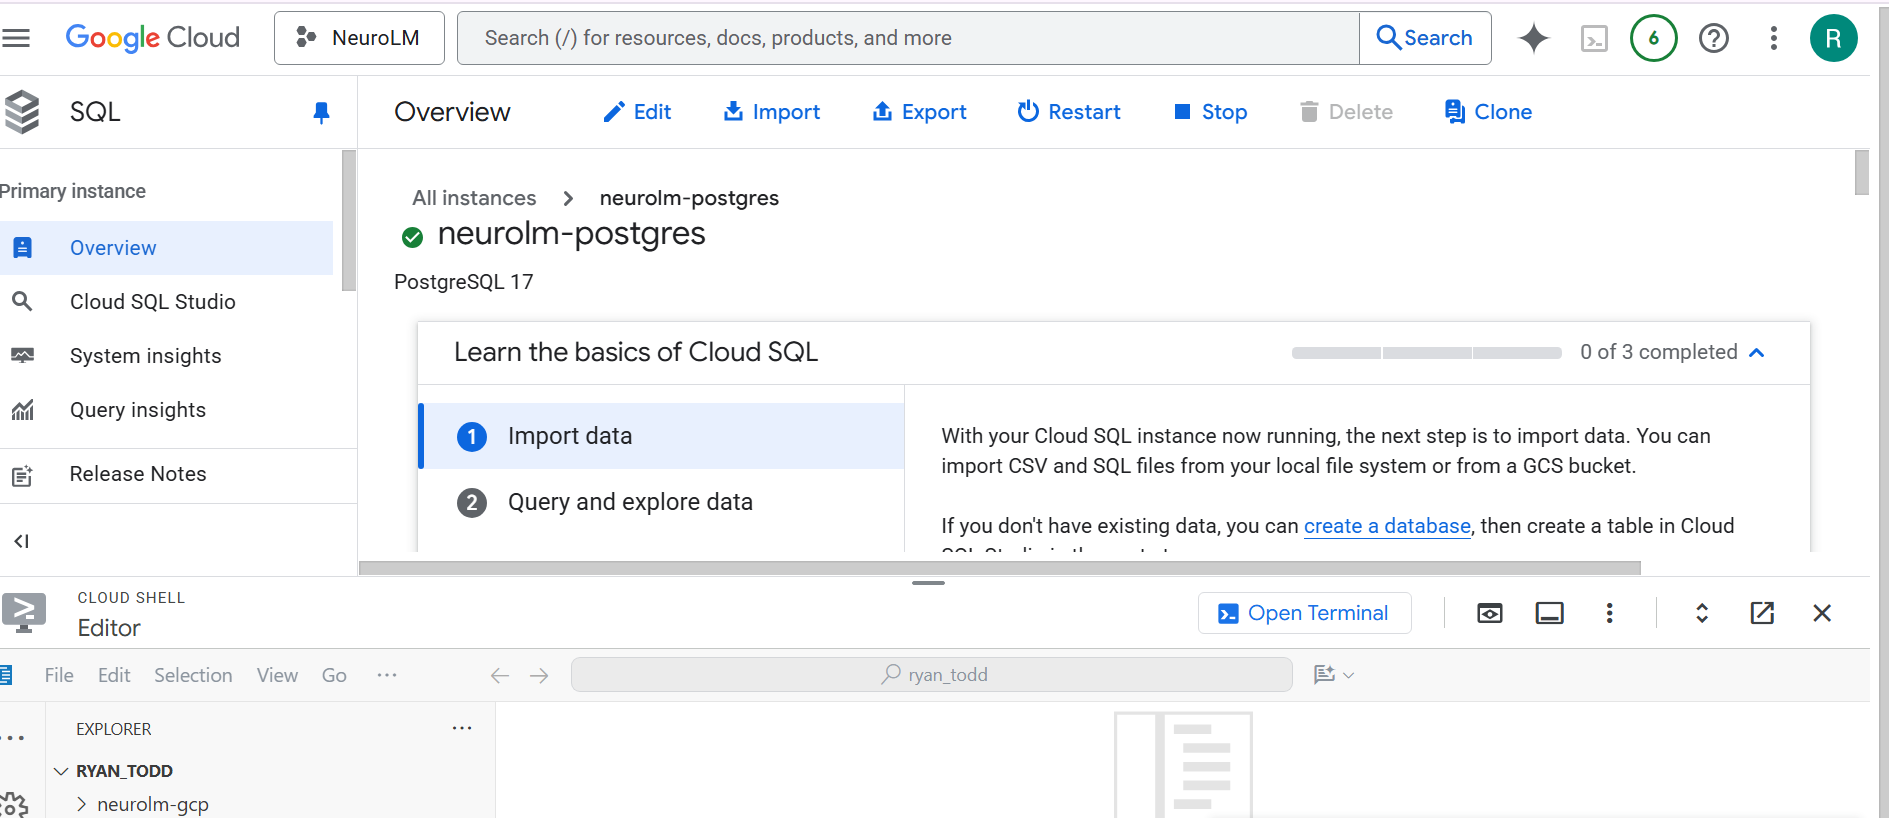 Google Cloud
NeuroLM
Search (/) for resources, docs, products, and more
Search
6
R
SQL
Overview
Edit
Import
Export
Restart
Stop
Delete
Clone
Primary instance
Overview
Cloud SQL Studio
System insights
Query insights
Release Notes
All instances
neurolm-postgres
neurolm-postgres
PostgreSQL 17
Learn the basics of Cloud SQL
0 of 3 completed
1 Import data
2 Query and explore data
With your Cloud SQL instance now running, the next step is to import data. You can
import CSV and SQL files from your local file system or from a GCS bucket.
If you don't have existing data, you can create a database, then create a table in Cloud
CLOUD SHELL
Editor
Open Terminal
File Edit Selection View Go ...
ryan_todd
EXPLORER
RYAN_TODD
neurolm-gcp